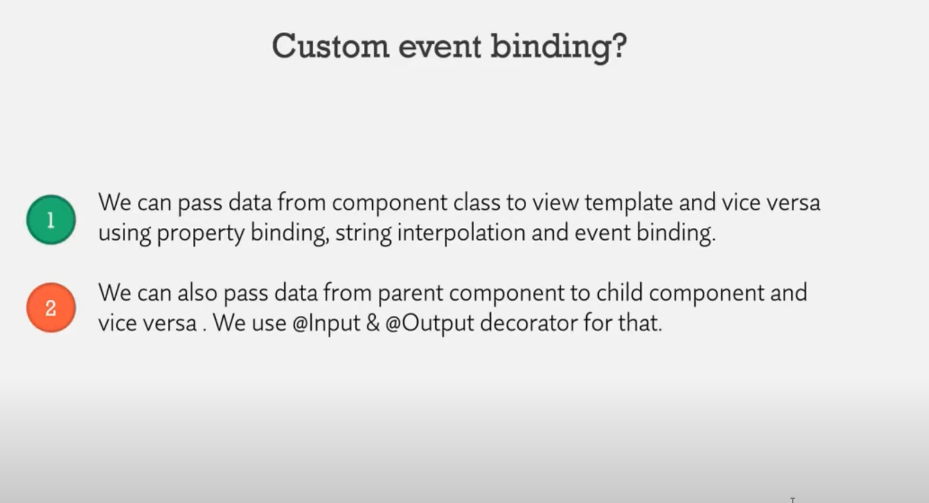 Custom event binding?
1
We can pass data from component class to view template and vice versa
using property binding, string interpolation and event binding.
2
We can also pass data from parent component to child component and
vice versa . We use @Input & @Output decorator for that.